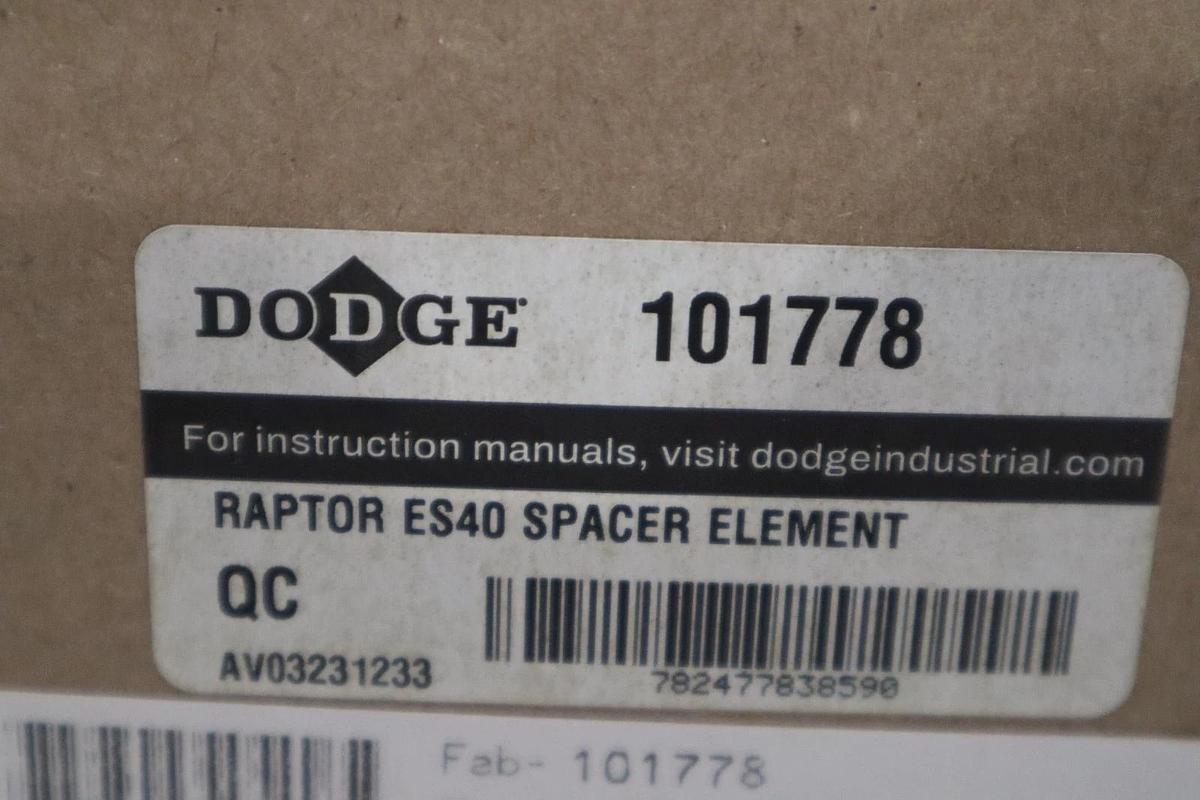 DODGE 101778
For instruction manuals, visit dodgeindustrial.com
RAPTOR ES40 SPACER ELEMENT
QC
AV03231233
782477838590
Fab- 101778